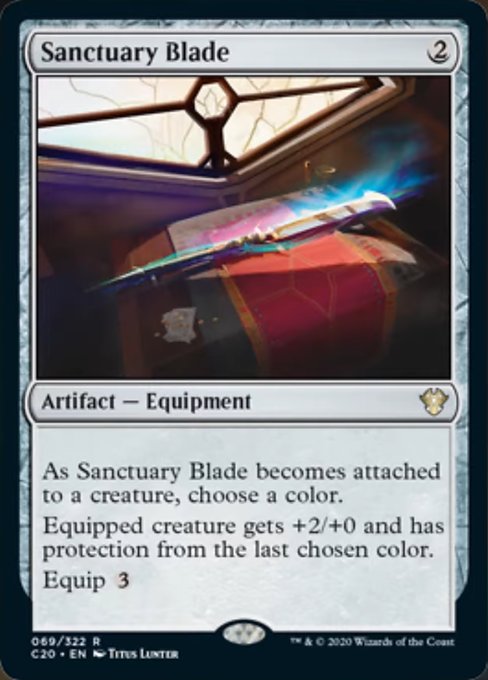 Sanctuary Blade 2
Artifact — Equipment
As Sanctuary Blade becomes attached
to a creature, choose a color.
Equipped creature gets +2/+0 and has
protection from the last chosen color.
Equip 3
069/322 R
C20 • EN Titus Lunter
™ & © 2020 Wizards of the Coast